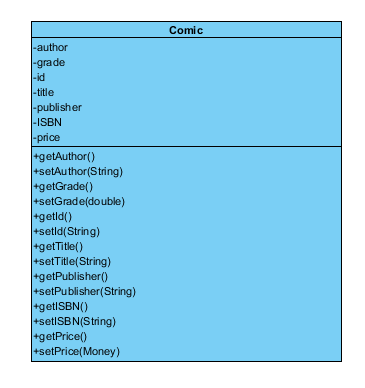 Comic
-author
-grade
-id
-title
-publisher
-ISBN
-price
+getAuthor()
+setAuthor(String)
+getGrade()
+setGrade(double)
+getId()
+setId(String)
+getTitle()
+setTitle(String)
+getPublisher()
+setPublisher(String)
+getISBN()
+setISBN(String)
+getPrice()
+setPrice(Money)